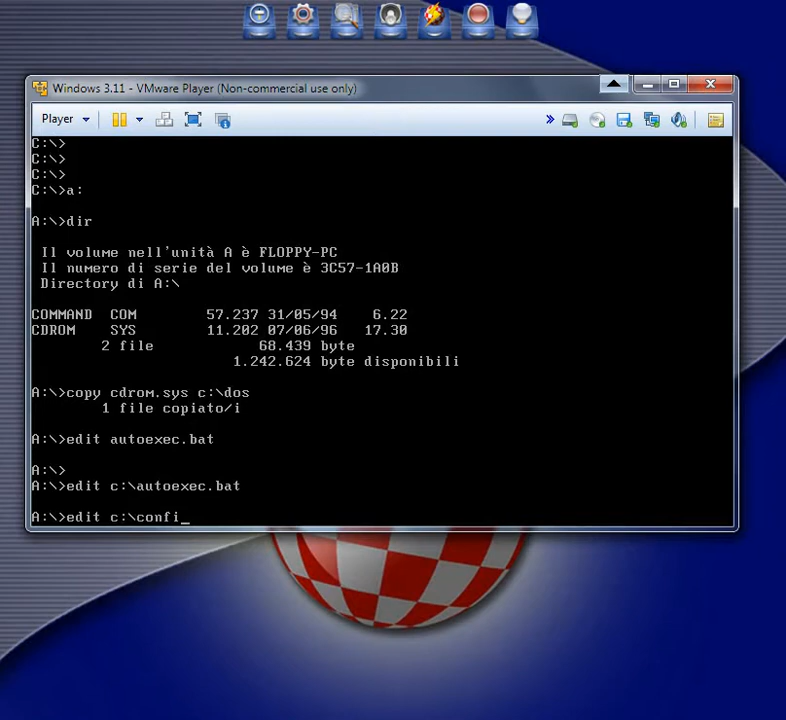 Windows 3.11 - VMware Player (Non-commercial use only)
Player
C:\>
C:\>
C:\>
C:\>a:
A:\>dir
Il volume nell'unità A è FLOPPY-PC
Il numero di serie del volume è 3C57-1A0B
Directory di A:\
COMMAND COM 57.237 31/05/94 6.22
CDROM SYS 11.202 07/06/96 17.30
2 file 68.439 byte
1.242.624 byte disponibili
A:\>copy cdrom.sys c:\dos
1 file copiato/i
A:\>edit autoexec.bat
A:\>
A:\>edit c:\autoexec.bat
A:\>edit c:\confi_